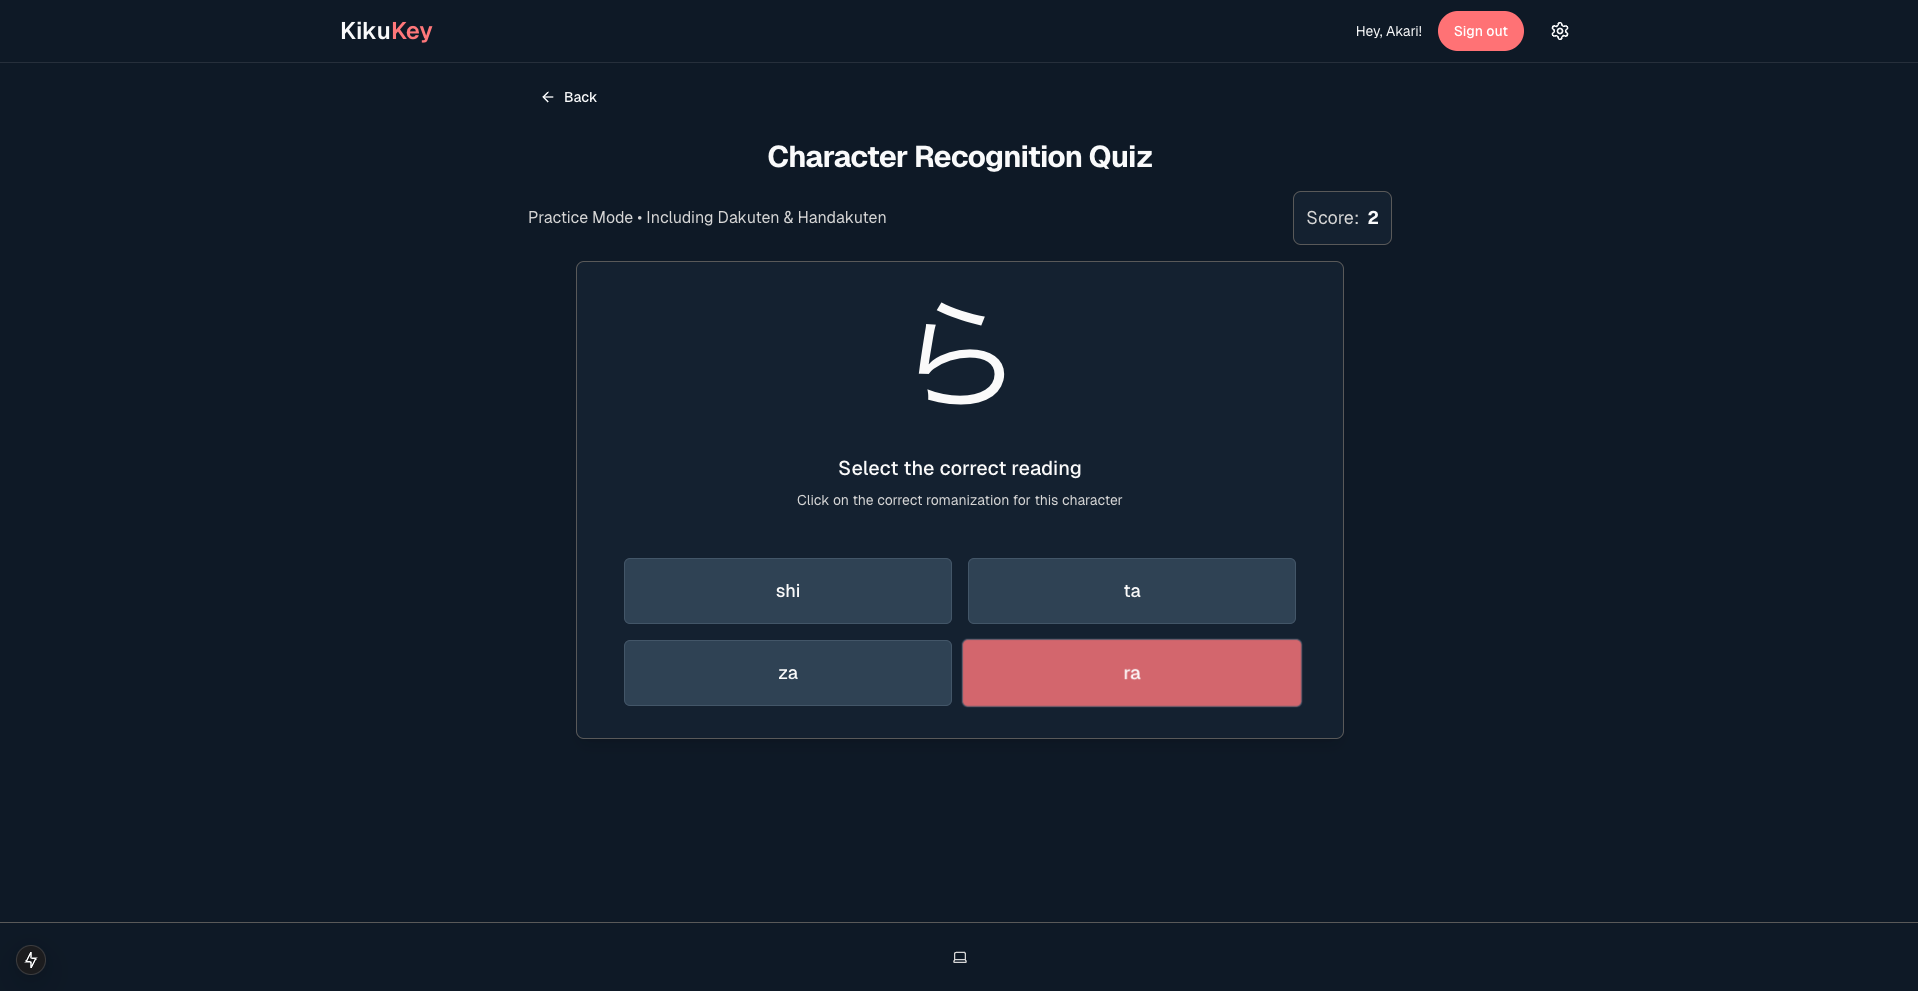 KikuKey
Hey, Akari!
Sign out
Back
Character Recognition Quiz
Practice Mode • Including Dakuten & Handakuten
Score: 2
ら
Select the correct reading
Click on the correct romanization for this character
shi
ta
za
ra